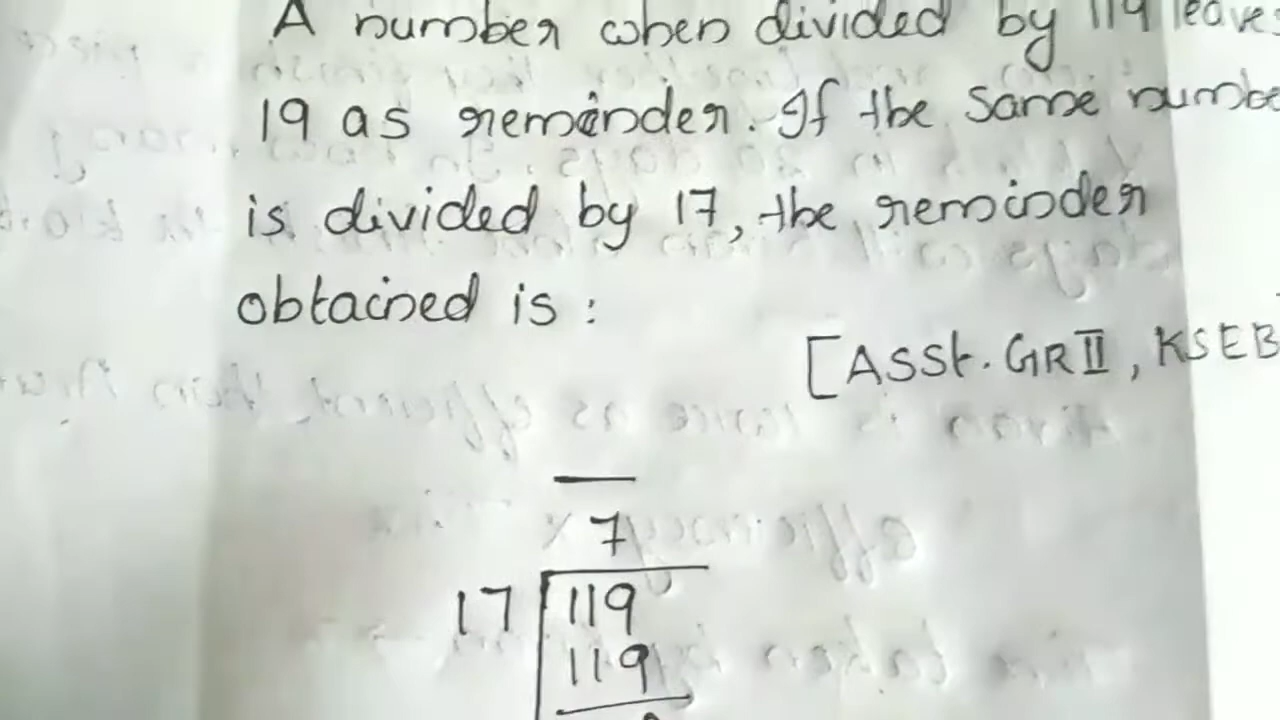 A number when divided by 119 leaves
19 as reminder. If the same numbe
is divided by 17, the reminder
obtained is :
[Asst. GR II, KSEB
7
17 119
119